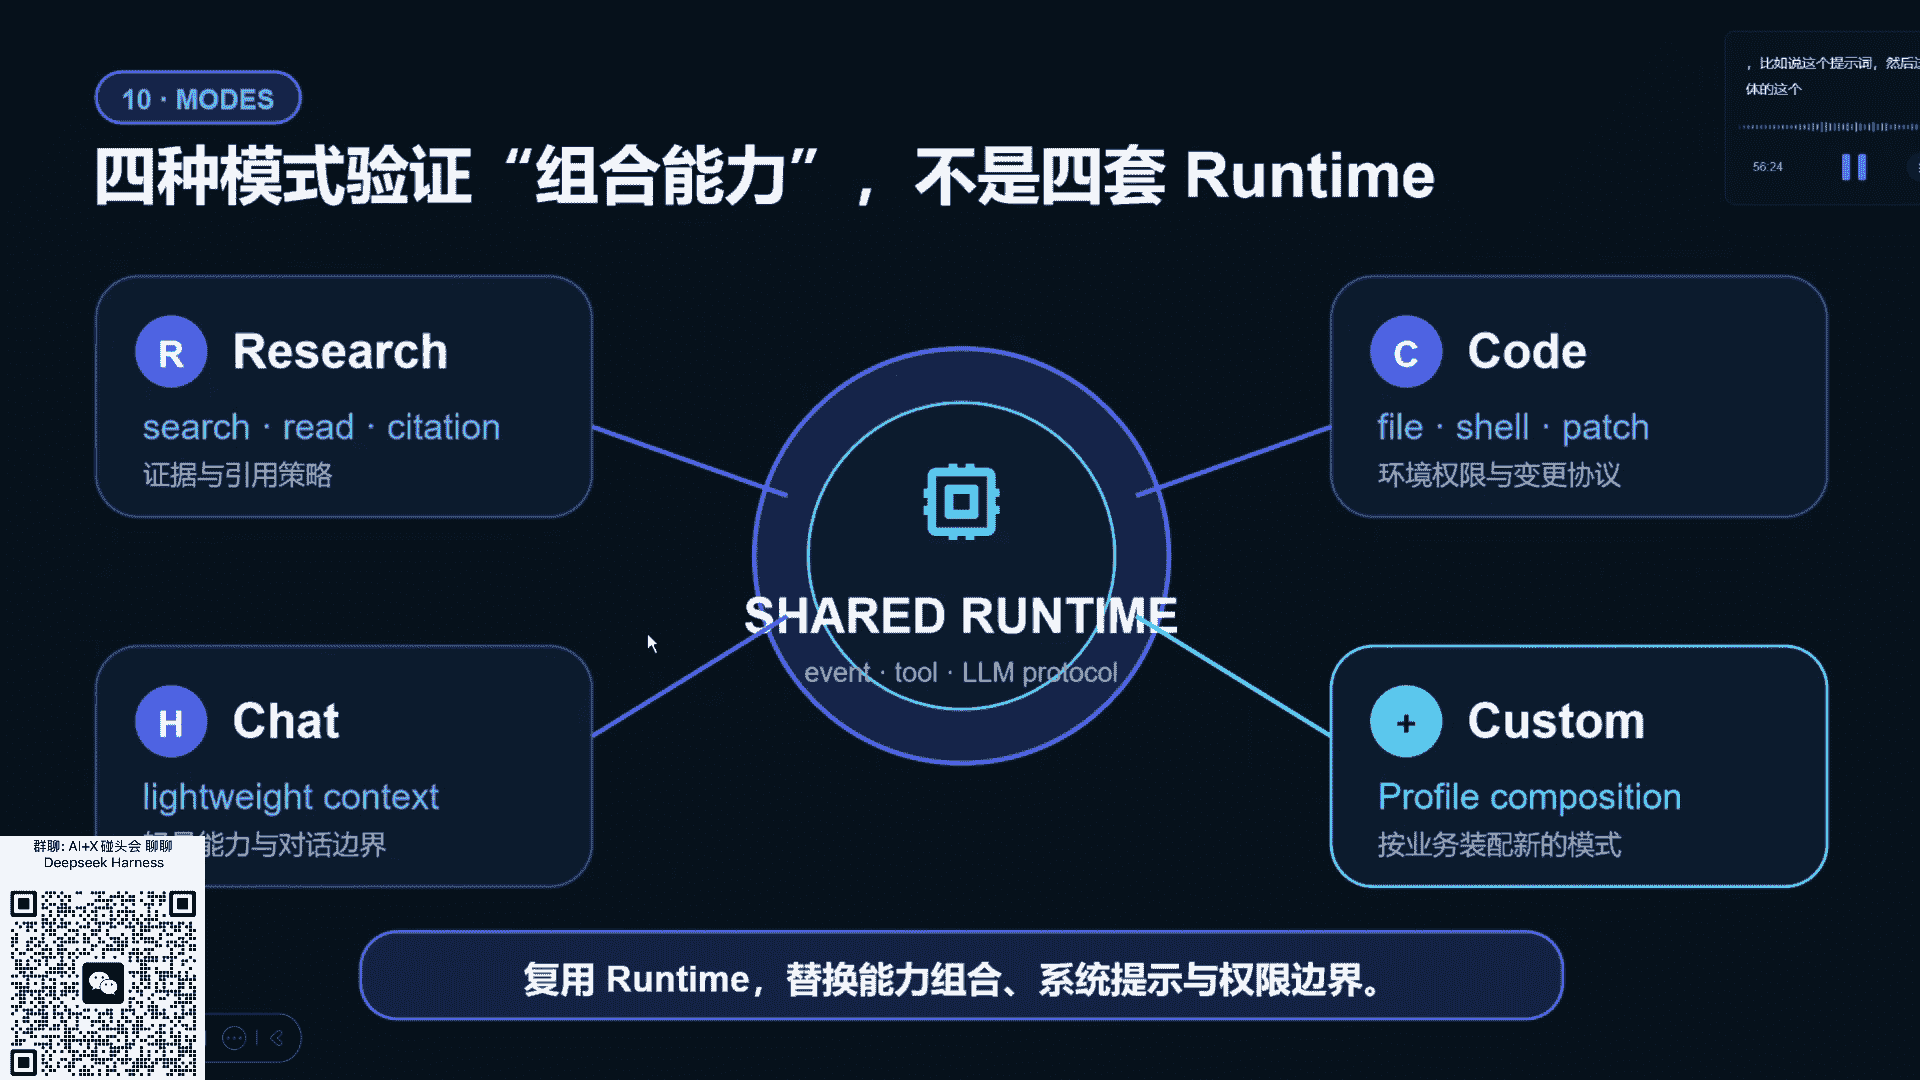 10 · MODES
四种模式验证“组合能力”，不是四套 Runtime
，比如说这个提示词，然后
体的这个
56:24
R Research
search · read · citation
证据与引用策略
C Code
file · shell · patch
环境权限与变更协议
SHARED RUNTIME
event · tool · LLM protocol
H Chat
lightweight context
能力与对话边界
+ Custom
Profile composition
按业务装配新的模式
群聊: AI+X 碰头会 聊聊
Deepseek Harness
复用 Runtime，替换能力组合、系统提示与权限边界。